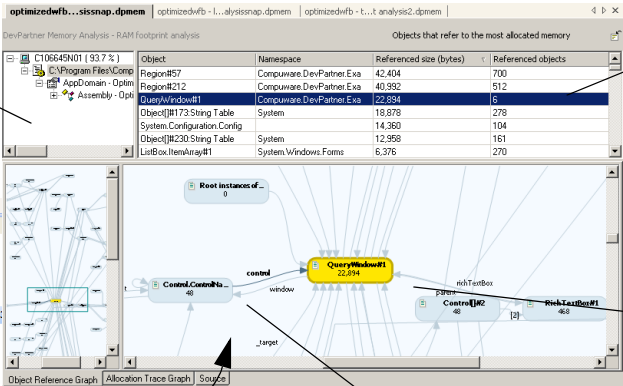 optimizedwfb...sissnap.dpmem optimizedwfb - l...alysissnap.dpmem optimizedwfb - t...t analysis2.dpmem
DevPartner Memory Analysis - RAM footprint analysis Objects that refer to the most allocated memory
C106645N01 ( 93.7 % )
C:\Program Files\Comp
AppDomain - Optim
Assembly - Opti
Object Namespace Referenced size (bytes) Referenced objects
Region#57 Compuware.DevPartner.Exa 42,404 700
Region#212 Compuware.DevPartner.Exa 40,992 512
QueryWindow#1 Compuware.DevPartner.Exa 22,894 6
Object[]#173:String Table System 18,878 278
System.Configuration.Config 14,360 104
Object[]#230:String Table System 12,958 161
ListBox.ItemArray#1 System.Windows.Forms 6,376 270
Root instances of...
0
QueryWindow#1
22,894
control
window
richTextBox
parent
Control.ControlNa...
48
Control[]#2
48
[2]
RichTextBox#1
468
_target
Object Reference Graph Allocation Trace Graph Source